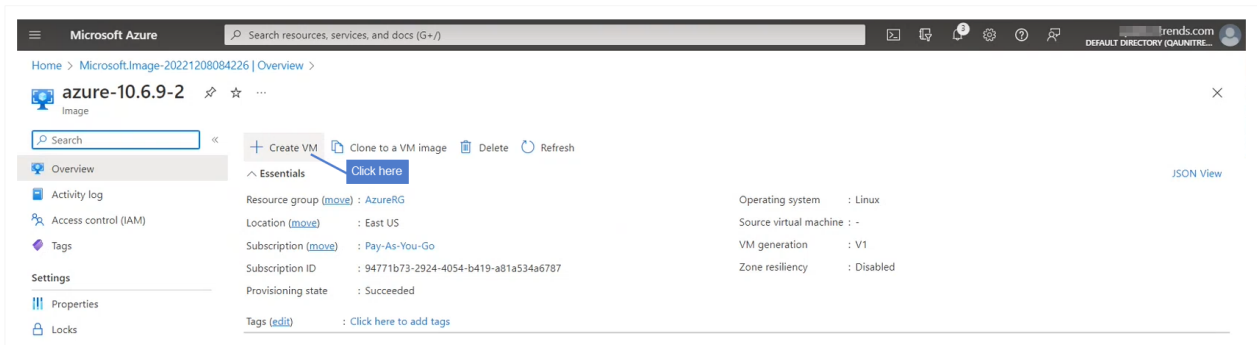 Microsoft Azure
Search resources, services, and docs (G+/)
3
trends.com
DEFAULT DIRECTORY (QAUNITRE...
Home > Microsoft.Image-20221208084226 | Overview >
azure-10.6.9-2
Image
Search
«
Create VM Clone to a VM image Delete Refresh
Click here
Overview
Essentials
JSON View
Activity log
Access control (IAM)
Tags
Settings
Properties
Locks
Resource group (move) : AzureRG
Location (move) : East US
Subscription (move) : Pay-As-You-Go
Subscription ID : 94771b73-2924-4054-b419-a81a534a6787
Provisioning state : Succeeded
Operating system : Linux
Source virtual machine : -
VM generation : V1
Zone resiliency : Disabled
Tags (edit) : Click here to add tags